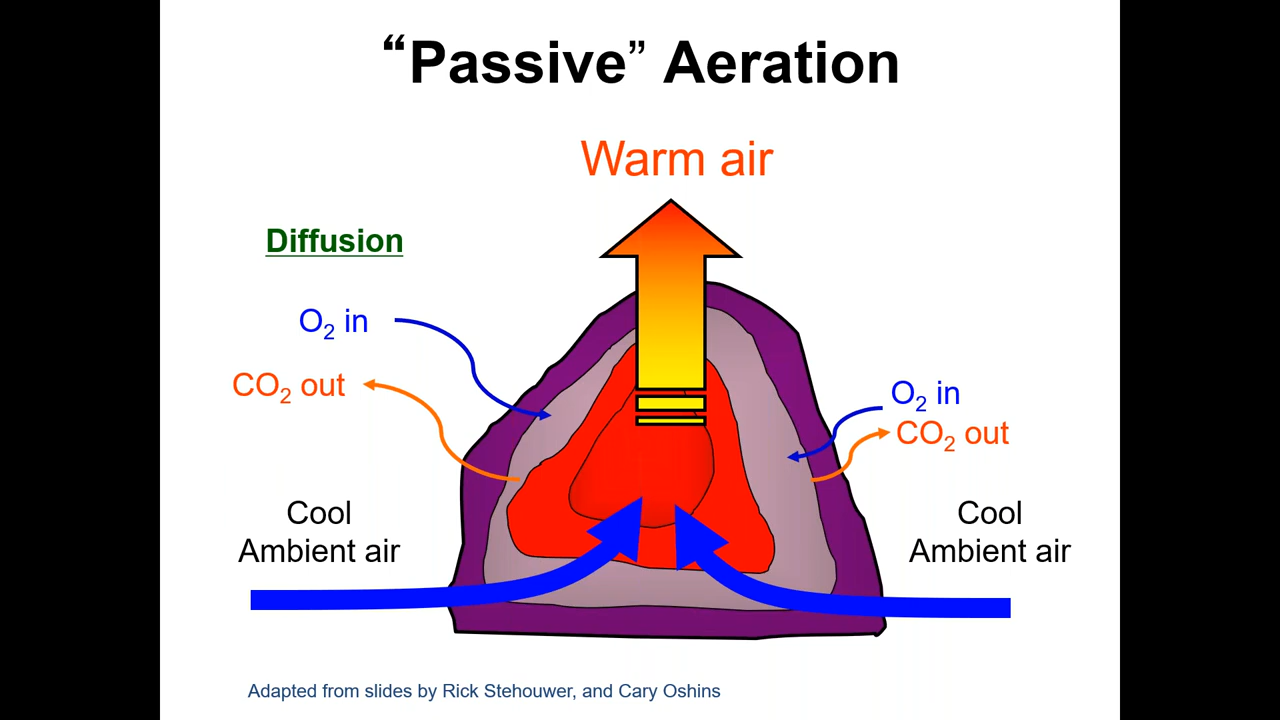 “Passive” Aeration
Warm air
Diffusion
O₂ in
CO₂ out
O₂ in
CO₂ out
Cool
Ambient air
Cool
Ambient air
Adapted from slides by Rick Stehouwer, and Cary Oshins